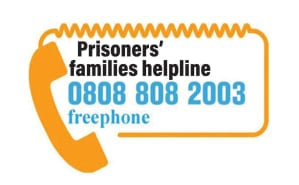 Prisoners'
families helpline
0808 808 2003
freephone